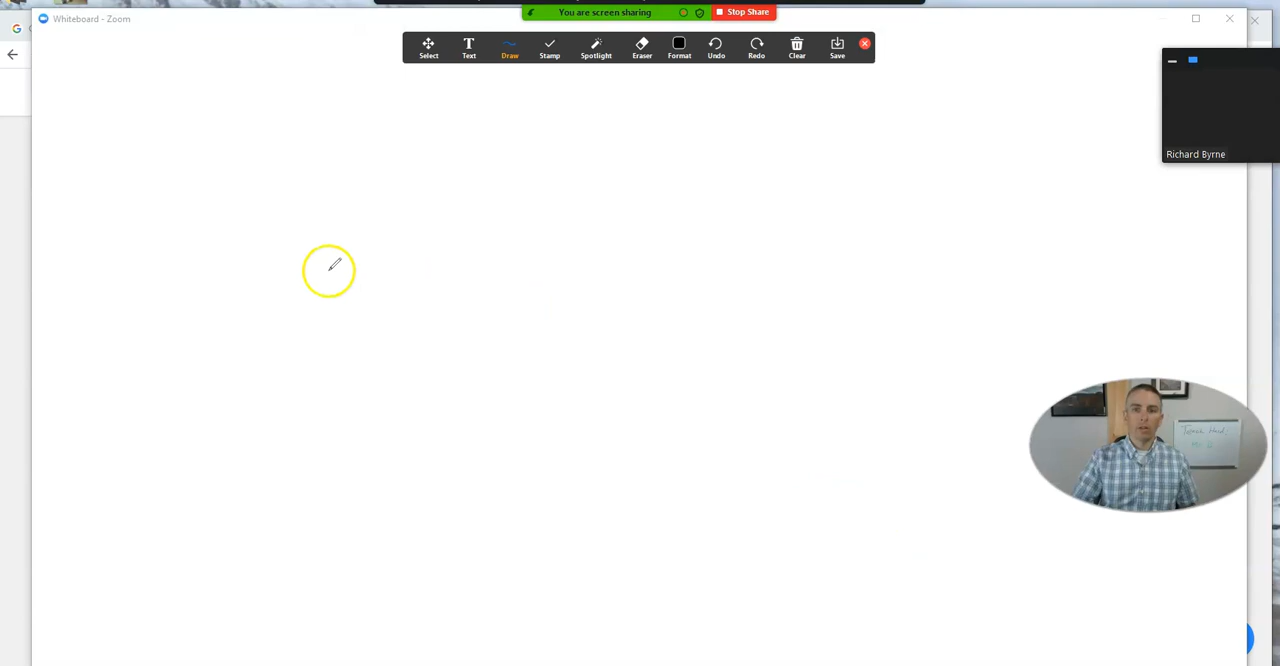 You are screen sharing
Stop Share
Whiteboard - Zoom
Select
Text
Draw
Stamp
Spotlight
Eraser
Format
Undo
Redo
Clear
Save
Richard Byrne